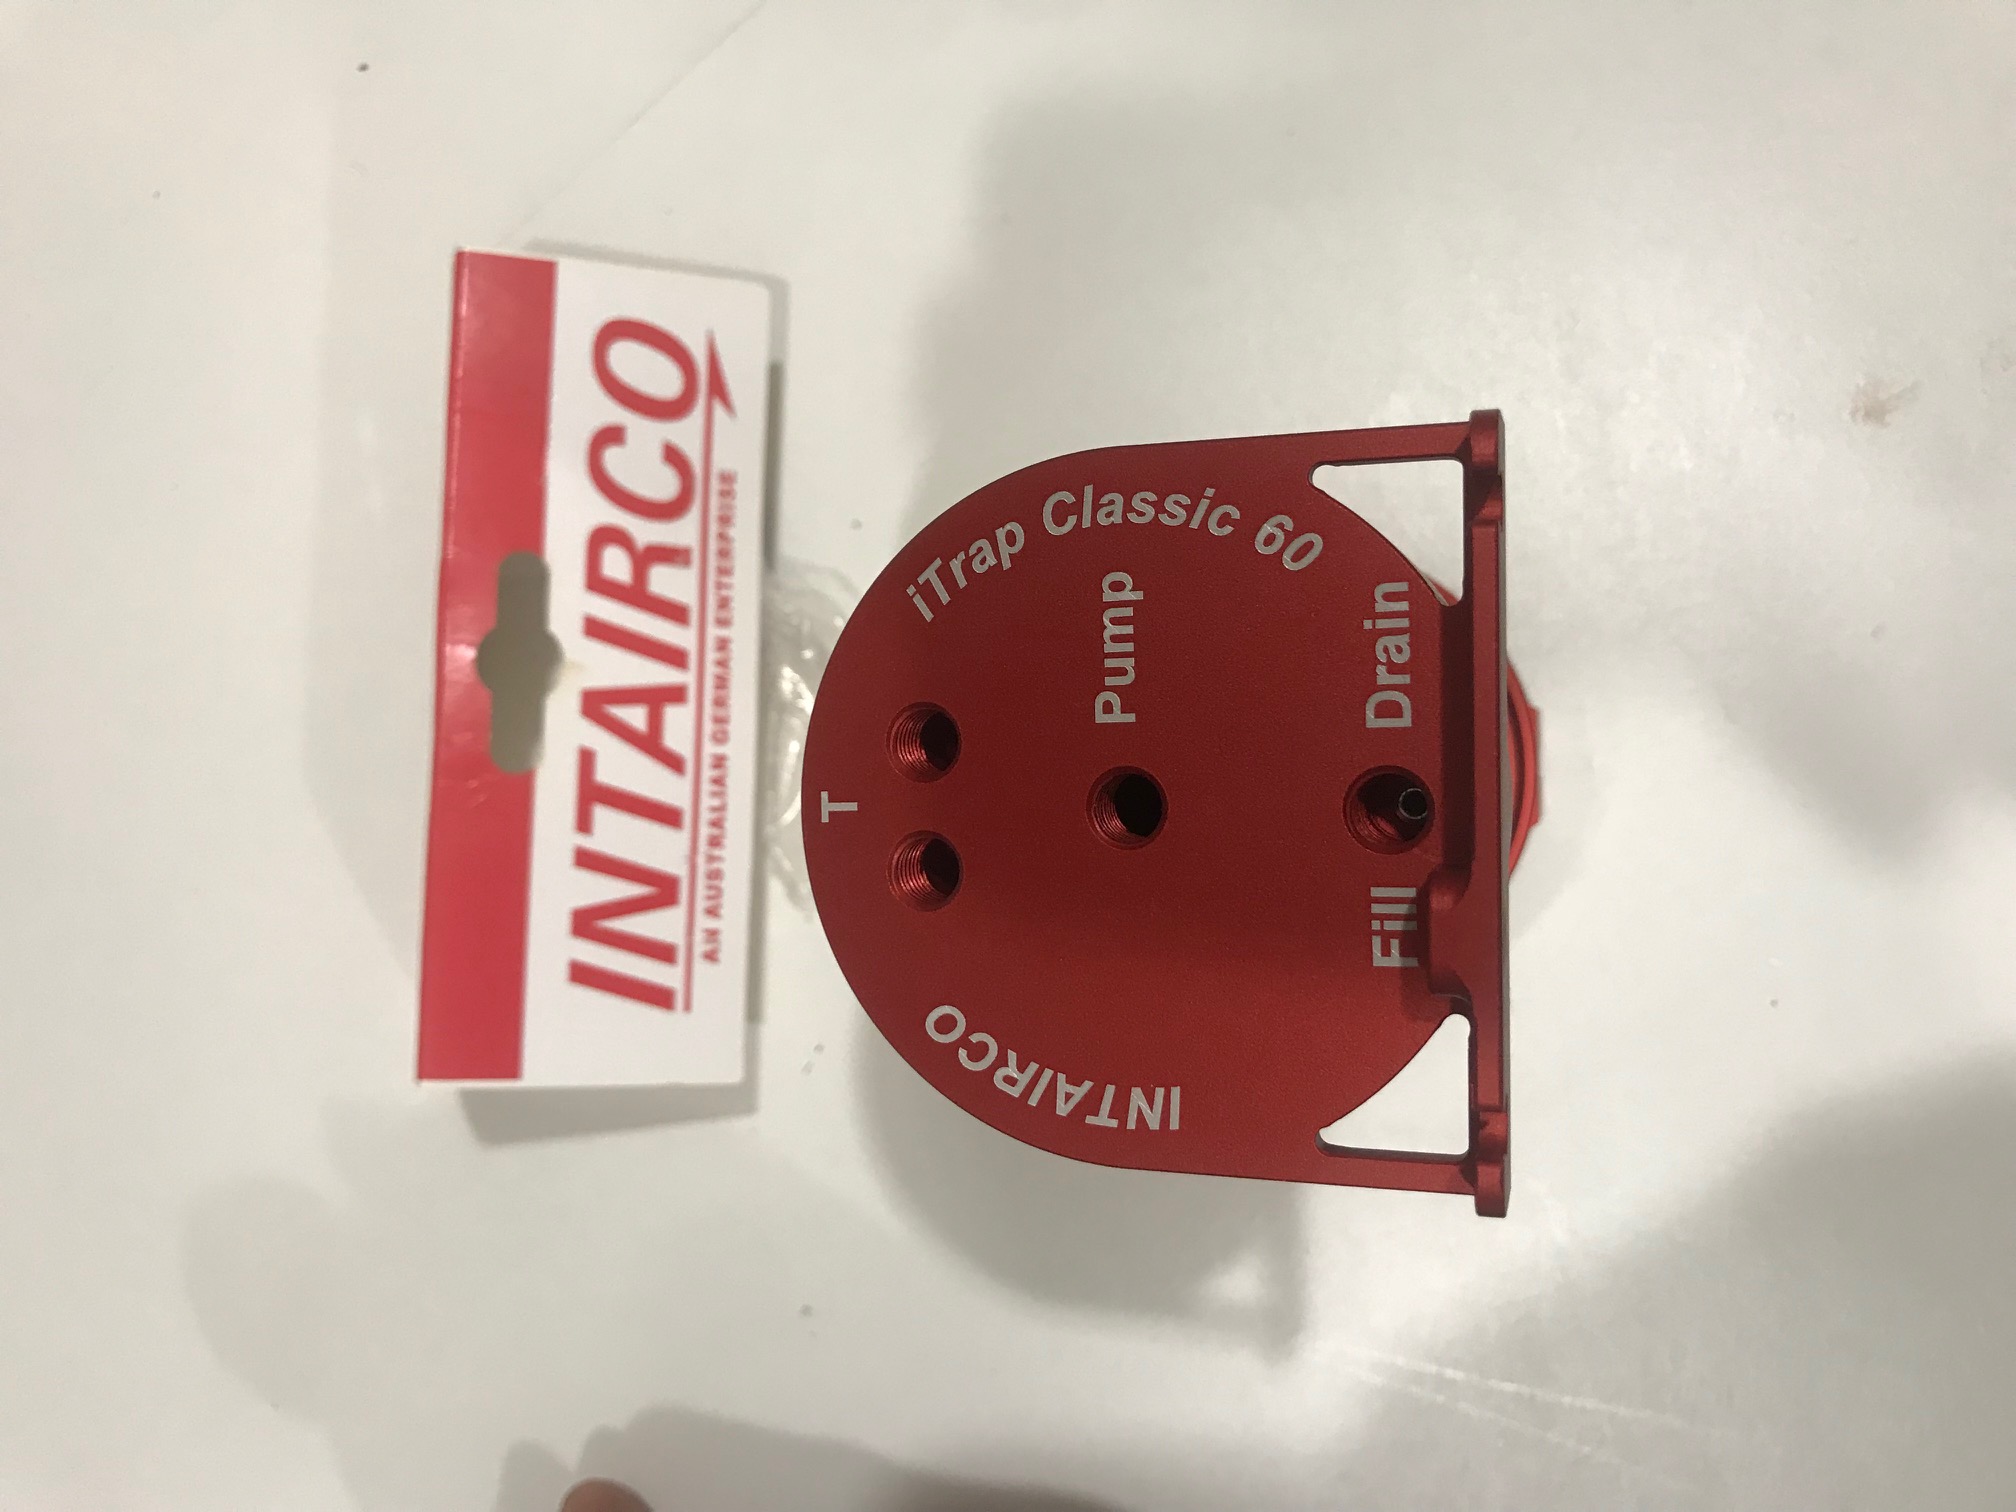 INTAIRCO
AN AUSTRALIAN GERMAN ENTERPRISE
T
INTAIRCO
iTrap Classic 60
Pump
Fill
Drain